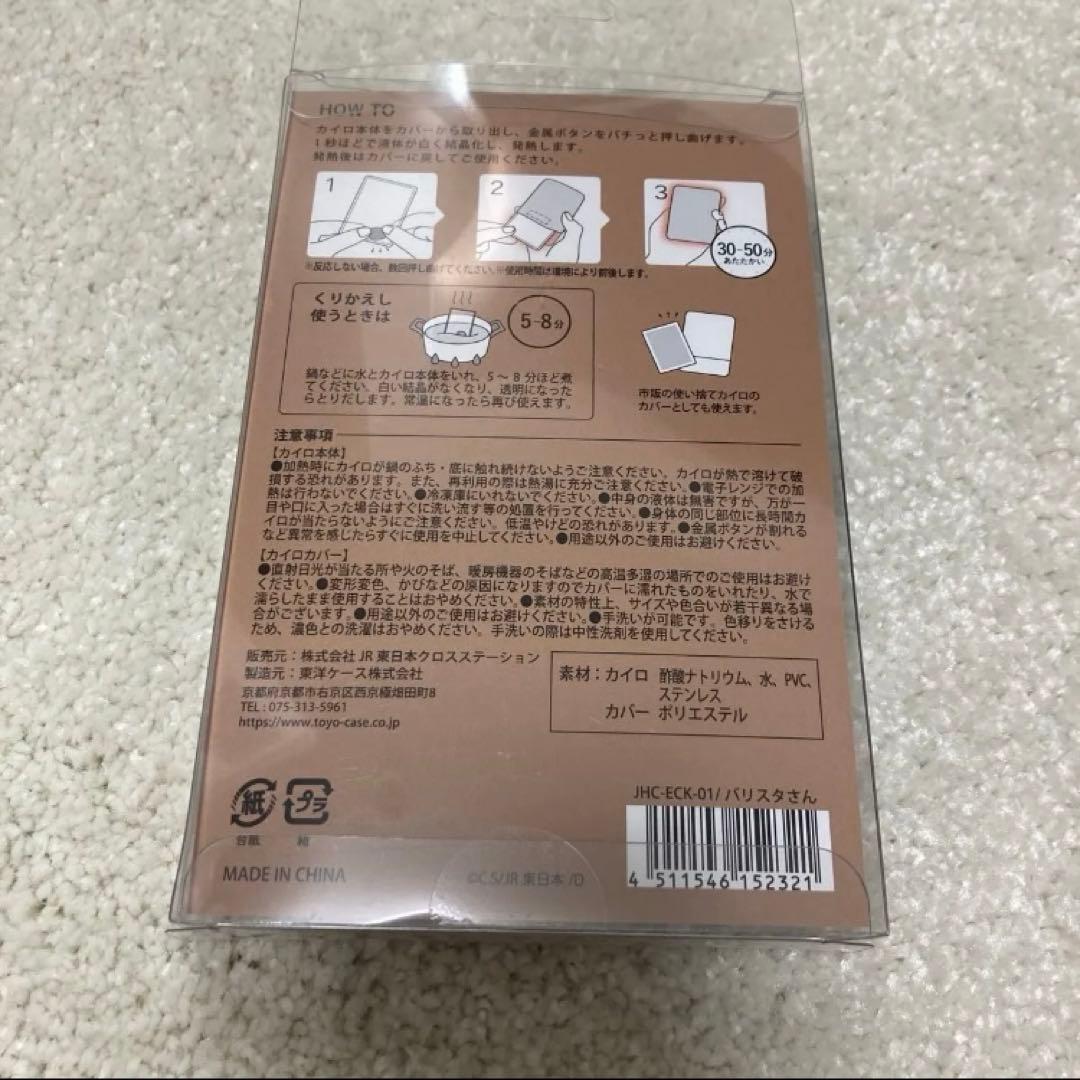 HOW TO
カイロ本体をカバーから取り出し、金属ボタンをパチっと押し曲げます。
1秒ほどで液体が白く結晶化し、発熱します。
発熱後はカバーに戻してご使用ください。
1
2
3
30-50分
あたたかい
※反応しない場合、数回押し曲げてください。※使用時間は環境により前後します。
くりかえし
使うときは
5-8分
鍋などに水とカイロ本体をいれ、5〜8分ほど煮
てください。白い結晶がなくなり、透明になった
らとりだします。常温になったら再び使えます。
市販の使い捨てカイロの
カバーとしても使えます。
注意事項
【カイロ本体】
●加熱時にカイロが鍋のふち・底に触れ続けないようご注意ください。カイロが熱で溶けて破
損する恐れがあります。また、再利用の際は熱湯に充分ご注意ください。●電子レンジでの加
熱は行わないでください。●冷凍庫にいれないでください。●中身の液体は無害ですが、万が一
目や口に入った場合はすぐに洗い流す等の処置を行ってください。●身体の同じ部位に長時間カ
イロが当たらないようにご注意ください。低温やけどの恐れがあります。●金属ボタンが割れる
など異常を感じたらすぐに使用を中止してください。●用途以外のご使用はお避けください。
【カイロカバー】
●直射日光が当たる所や火のそば、暖房機器のそばなどの高温多湿の場所でのご使用はお避け
ください。●変形変色、かびなどの原因になりますのでカバーに濡れたものをいれたり、水で
濡らしたまま使用することはおやめください。●素材の特性上、サイズや色合いが若干異なる場
合がございます。●用途以外のご使用はお避けください。●手洗いが可能です。色移りをさける
ため、濃色との洗濯はおやめください。手洗いの際は中性洗剤を使用してください。
販売元：株式会社 JR 東日本クロスステーション
製造元：東洋ケース株式会社
京都府京都市右京区西京極畑田町8
TEL : 075-313-5961
https://www.toyo-case.co.jp
素材：カイロ 酢酸ナトリウム、水、PVC、
ステンレス
カバー ポリエステル
紙
台紙
プラ
箱
JHC-ECK-01/ バリスタさん
4 511546 152321
MADE IN CHINA
©C.S/JR 東日本 /D